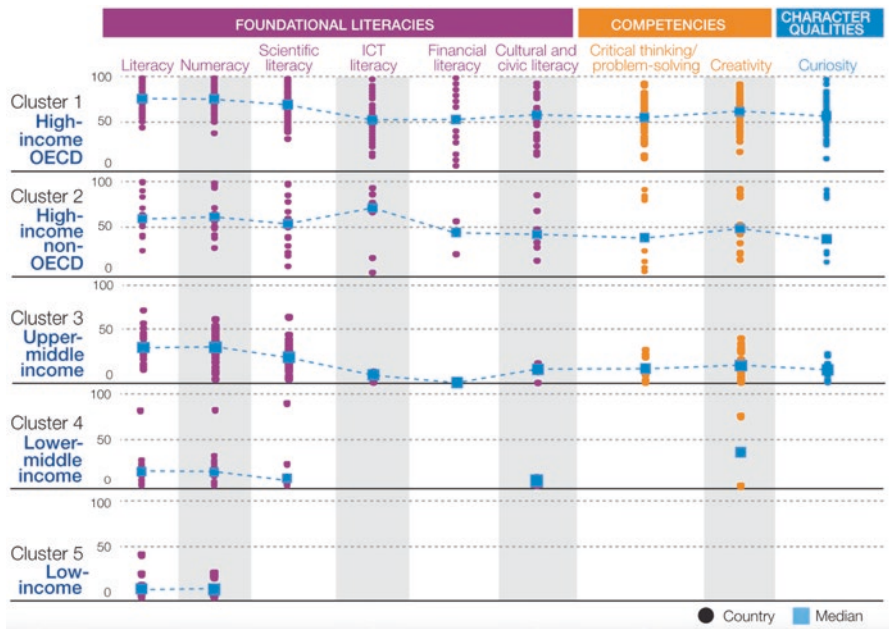 FOUNDATIONAL LITERACIES
COMPETENCIES
CHARACTER
QUALITIES
Literacy
Numeracy
Scientific
literacy
ICT
literacy
Financial
literacy
Cultural and
civic literacy
Critical thinking/
problem-solving
Creativity
Curiosity
Cluster 1
High-
income
OECD
100
50
0
Cluster 2
High-
income
non-
OECD
100
50
0
Cluster 3
Upper-
middle
income
100
50
0
Cluster 4
Lower-
middle
income
100
50
0
Cluster 5
Low-
income
100
50
0
Country
Median